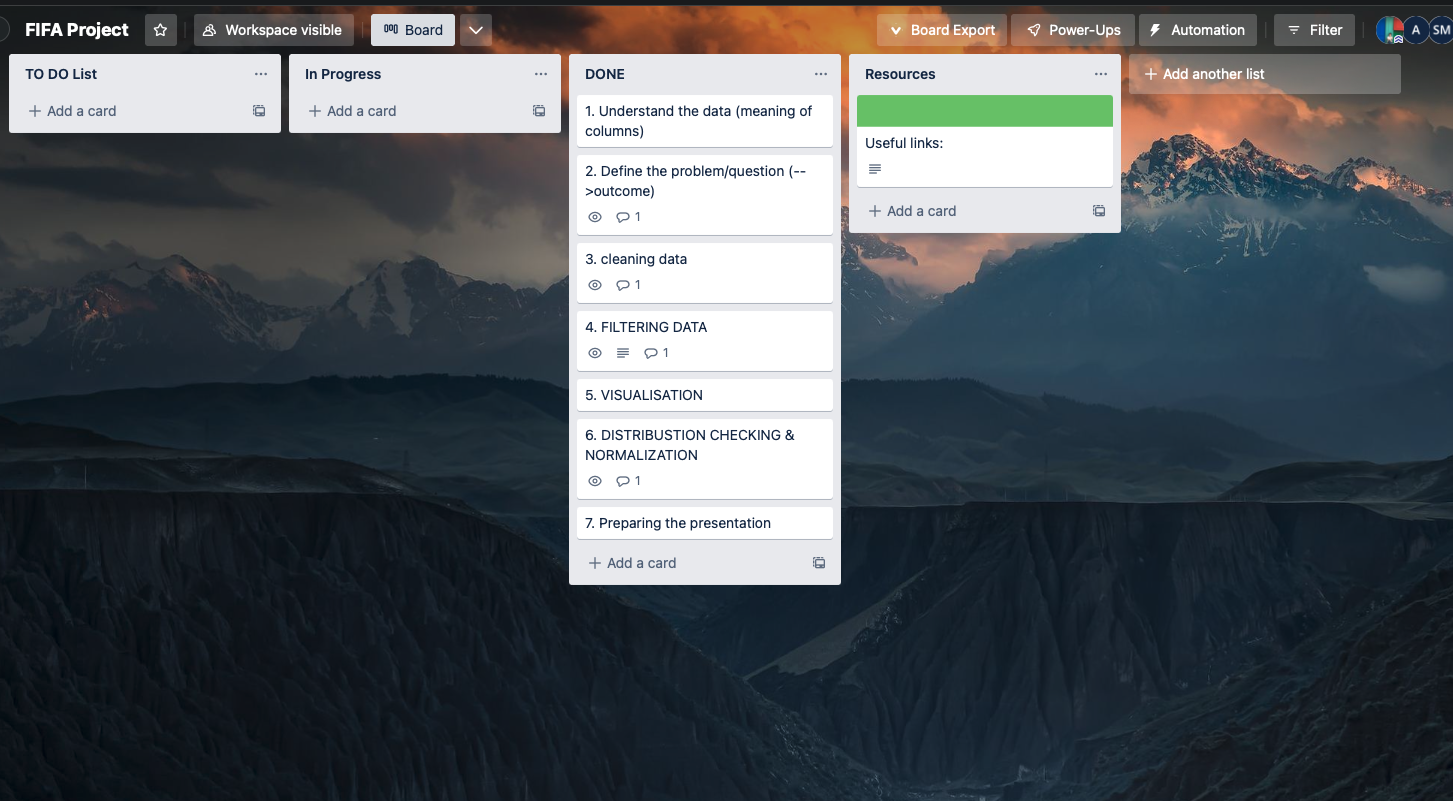 FIFA Project
Workspace visible
Board
Board Export
Power-Ups
Automation
Filter
A
SM
TO DO List
Add a card
In Progress
Add a card
DONE
1. Understand the data (meaning of
columns)
2. Define the problem/question (--
>outcome)
1
3. cleaning data
1
4. FILTERING DATA
1
5. VISUALISATION
6. DISTRIBUSTION CHECKING &
NORMALIZATION
1
7. Preparing the presentation
Add a card
Resources
Useful links:
Add a card
Add another list